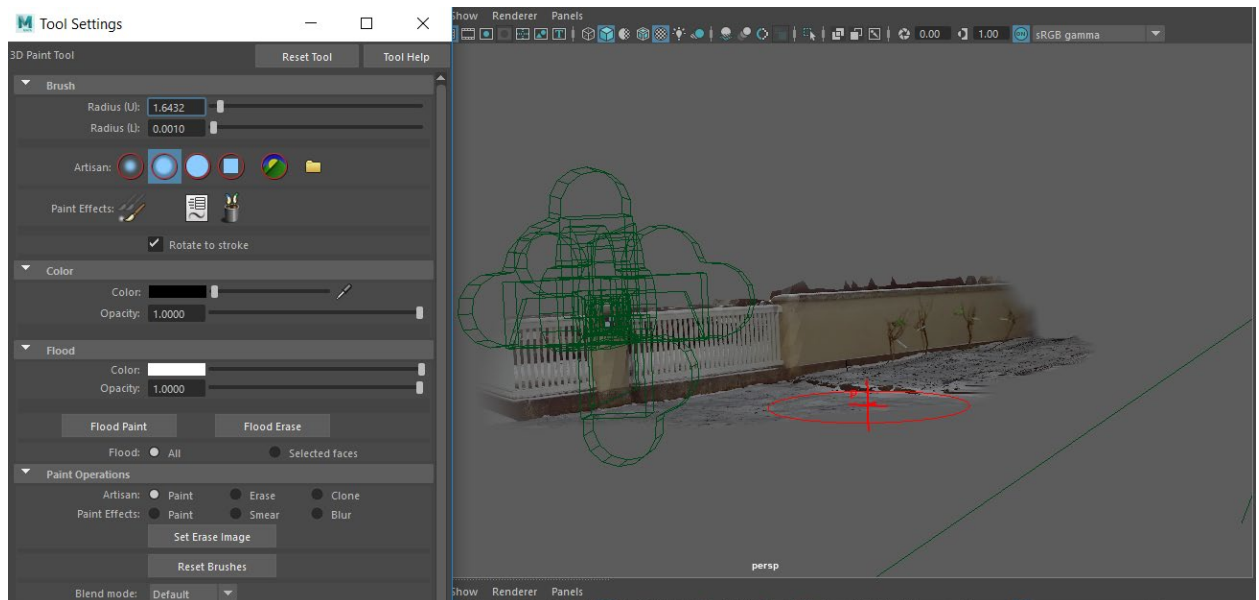 Tool Settings
3D Paint Tool
Reset Tool
Tool Help
Brush
Radius (U): 1.6432
Radius (L): 0.0010
Artisan:
Paint Effects:
Rotate to stroke
Color
Color:
Opacity: 1.0000
Flood
Color:
Opacity: 1.0000
Flood Paint
Flood Erase
Flood: All Selected faces
Paint Operations
Artisan: Paint Erase Clone
Paint Effects: Paint Smear Blur
Set Erase Image
Reset Brushes
Blend mode: Default
Show Renderer Panels
0.00 1.00 ON sRGB gamma
P
persp
Show Renderer Panels